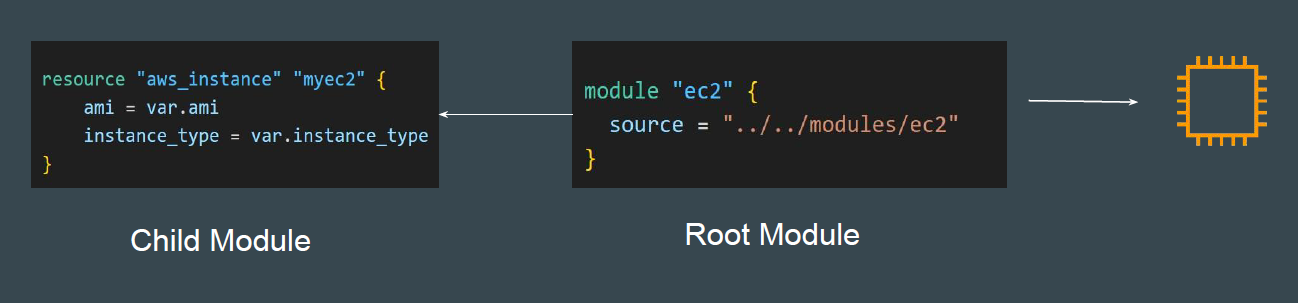 resource "aws_instance" "myec2" {
    ami = var.ami
    instance_type = var.instance_type
}
Child Module
module "ec2" {
  source = "../../modules/ec2"
}
Root Module